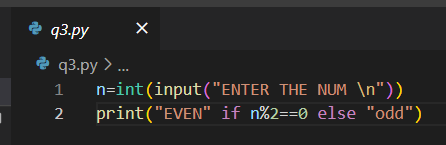 q3.py ×
q3.py > ...
1 n=int(input("ENTER THE NUM \n"))
2 print("EVEN" if n%2==0 else "odd")